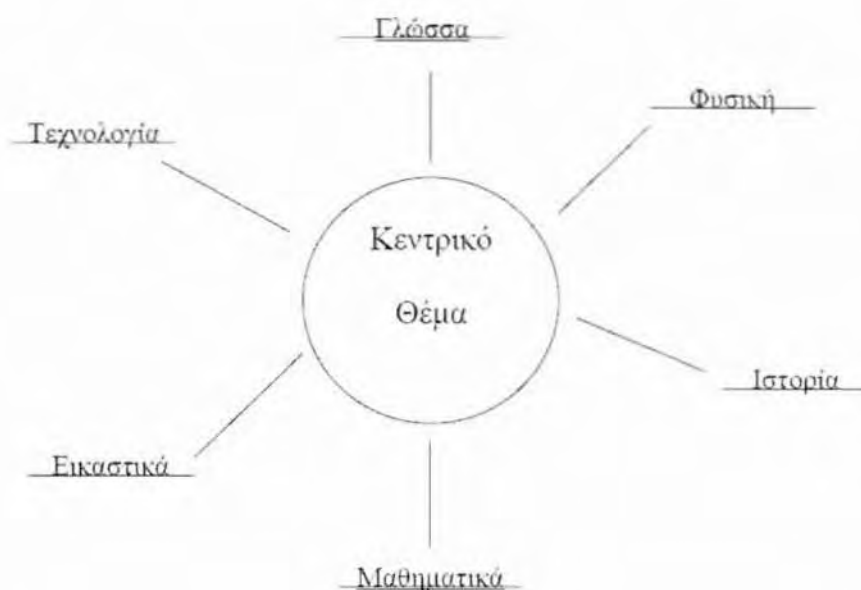 Γλώσσα
Φυσική
Τεχνολογία
Κεντρικό
Θέμα
Ιστορία
Εικαστικά
Μαθηματικά